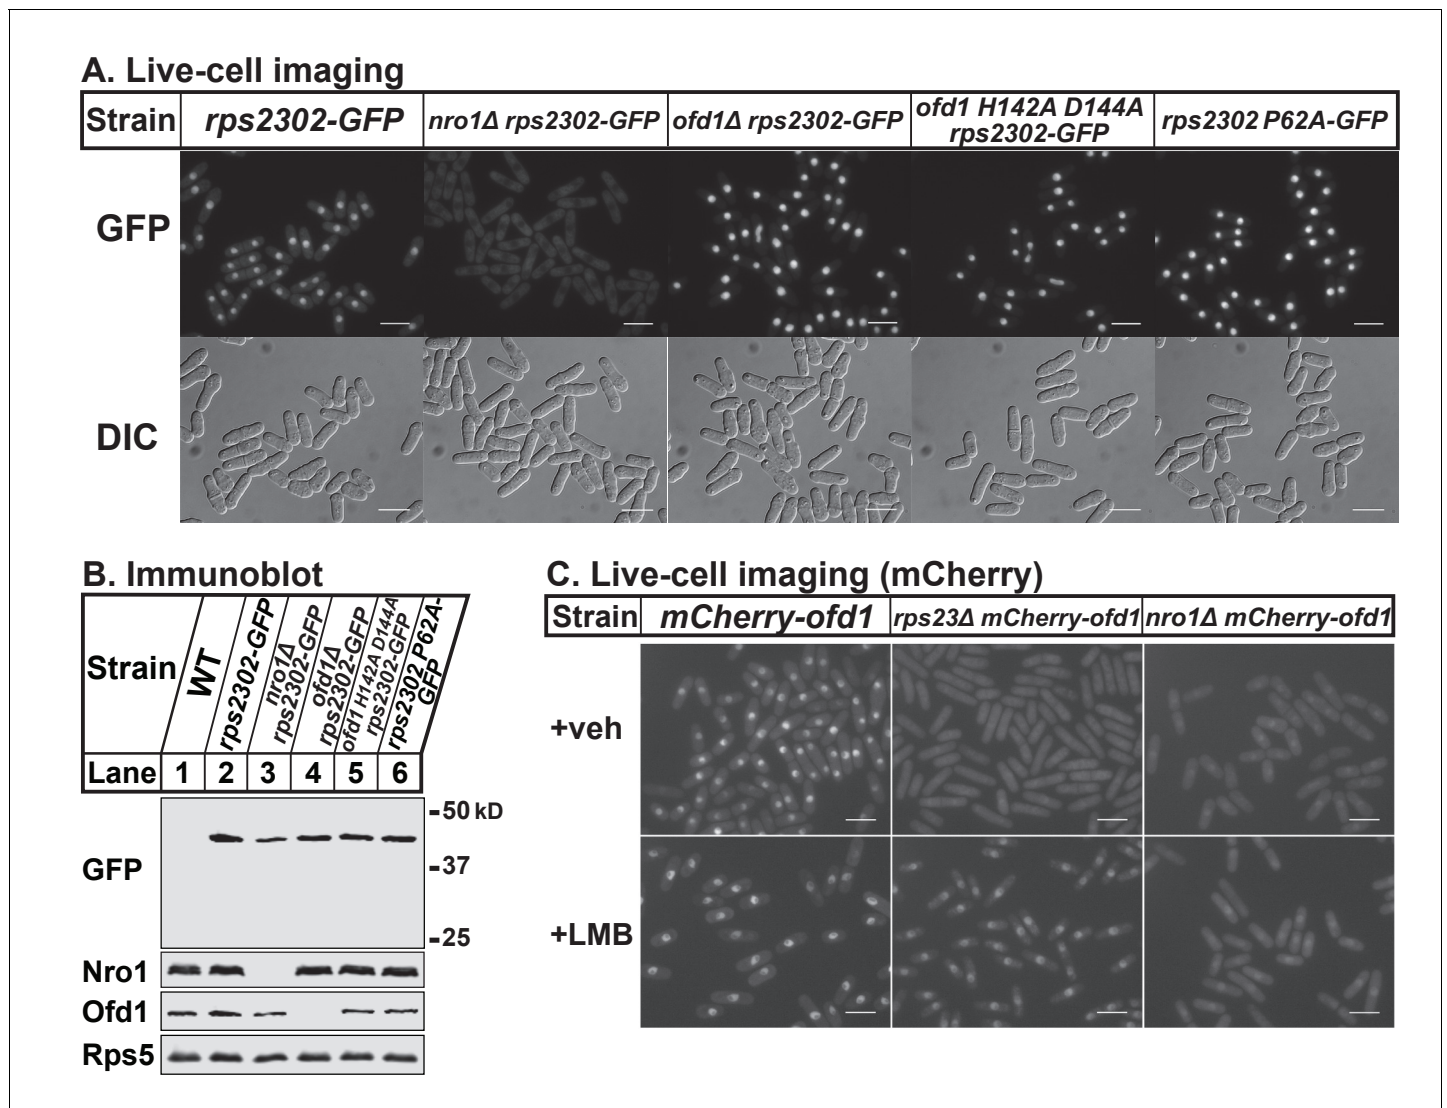 A. Live-cell imaging
Strain rps2302-GFP nro1Δ rps2302-GFP ofd1Δ rps2302-GFP ofd1 H142A D144A rps2302-GFP rps2302 P62A-GFP
GFP
DIC
B. Immunoblot
Strain
WT
rps2302-GFP
nro1Δ
rps2302-GFP
ofd1Δ
rps2302-GFP
ofd1 H142A D144A
rps2302-GFP
rps2302 P62A-
GFP
Lane 1 2 3 4 5 6
GFP
-50 kD
-37
-25
Nro1
Ofd1
Rps5
C. Live-cell imaging (mCherry)
Strain mCherry-ofd1 rps23Δ mCherry-ofd1 nro1Δ mCherry-ofd1
+veh
+LMB